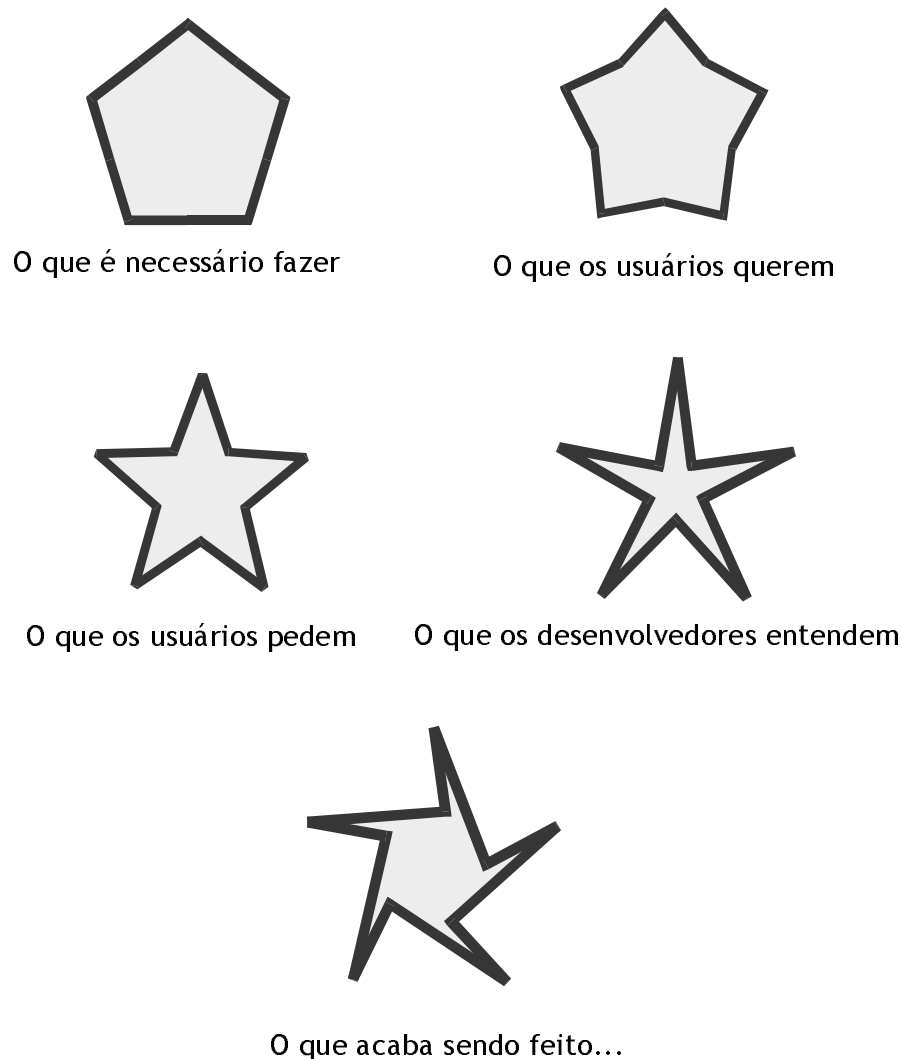 O que é necessário fazer
O que os usuários querem
O que os usuários pedem
O que os desenvolvedores entendem
O que acaba sendo feito...